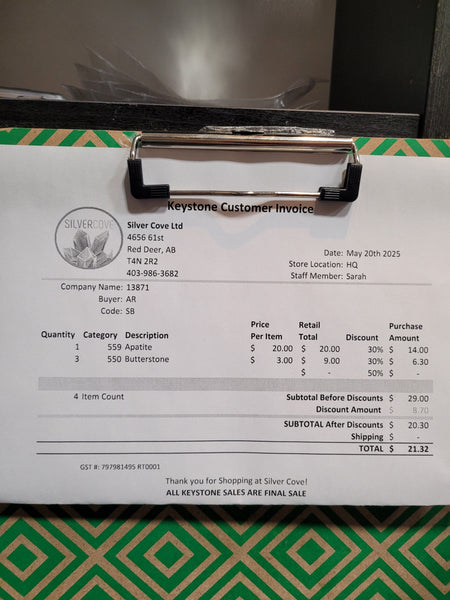 Keystone Customer Invoice
SILVERCOVE
Silver Cove Ltd
4656 61st
Red Deer, AB
T4N 2R2
403-986-3682
Date: May 20th 2025
Store Location: HQ
Staff Member: Sarah
Company Name: 13871
Buyer: AR
Code: SB
Quantity Category Description Price Per Item Retail Total Discount Purchase Amount
1 559 Apatite $ 20.00 $ 20.00 30% $ 14.00
3 550 Butterstone $ 3.00 $ 9.00 30% $ 6.30
$ - 50% $ -
4 Item Count Subtotal Before Discounts $ 29.00
Discount Amount $ 8.70
SUBTOTAL After Discounts $ 20.30
Shipping $ -
TOTAL $ 21.32
GST #: 797981495 RT0001
Thank you for Shopping at Silver Cove!
ALL KEYSTONE SALES ARE FINAL SALE